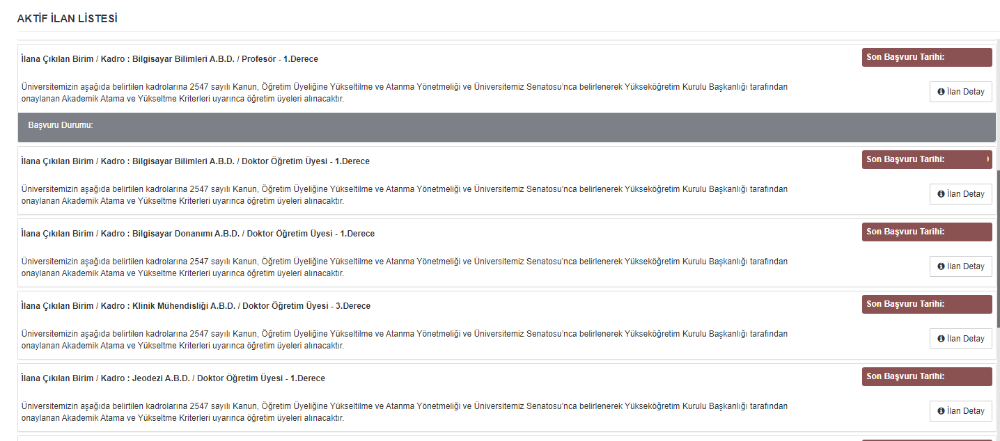 AKTİF İLAN LİSTESİ
İlana Çıkılan Birim / Kadro : Bilgisayar Bilimleri A.B.D. / Profesör - 1.Derece
Son Başvuru Tarihi:
Üniversitemizin aşağıda belirtilen kadrolarına 2547 sayılı Kanun, Öğretim Üyeliğine Yükseltilme ve Atanma Yönetmeliği ve Üniversitemiz Senatosu'nca belirlenerek Yükseköğretim Kurulu Başkanlığı tarafından
onaylanan Akademik Atama ve Yükseltme Kriterleri uyarınca öğretim üyeleri alınacaktır.
İlan Detay
Başvuru Durumu:
İlana Çıkılan Birim / Kadro : Bilgisayar Bilimleri A.B.D. / Doktor Öğretim Üyesi - 1.Derece
Son Başvuru Tarihi:
Üniversitemizin aşağıda belirtilen kadrolarına 2547 sayılı Kanun, Öğretim Üyeliğine Yükseltilme ve Atanma Yönetmeliği ve Üniversitemiz Senatosu'nca belirlenerek Yükseköğretim Kurulu Başkanlığı tarafından
onaylanan Akademik Atama ve Yükseltme Kriterleri uyarınca öğretim üyeleri alınacaktır.
İlan Detay
İlana Çıkılan Birim / Kadro : Bilgisayar Donanımı A.B.D. / Doktor Öğretim Üyesi - 1.Derece
Son Başvuru Tarihi:
Üniversitemizin aşağıda belirtilen kadrolarına 2547 sayılı Kanun, Öğretim Üyeliğine Yükseltilme ve Atanma Yönetmeliği ve Üniversitemiz Senatosu'nca belirlenerek Yükseköğretim Kurulu Başkanlığı tarafından
onaylanan Akademik Atama ve Yükseltme Kriterleri uyarınca öğretim üyeleri alınacaktır.
İlan Detay
İlana Çıkılan Birim / Kadro : Klinik Mühendisliği A.B.D. / Doktor Öğretim Üyesi - 3.Derece
Son Başvuru Tarihi:
Üniversitemizin aşağıda belirtilen kadrolarına 2547 sayılı Kanun, Öğretim Üyeliğine Yükseltilme ve Atanma Yönetmeliği ve Üniversitemiz Senatosu'nca belirlenerek Yükseköğretim Kurulu Başkanlığı tarafından
onaylanan Akademik Atama ve Yükseltme Kriterleri uyarınca öğretim üyeleri alınacaktır.
İlan Detay
İlana Çıkılan Birim / Kadro : Jeodezi A.B.D. / Doktor Öğretim Üyesi - 1.Derece
Son Başvuru Tarihi:
Üniversitemizin aşağıda belirtilen kadrolarına 2547 sayılı Kanun, Öğretim Üyeliğine Yükseltilme ve Atanma Yönetmeliği ve Üniversitemiz Senatosu'nca belirlenerek Yükseköğretim Kurulu Başkanlığı tarafından
onaylanan Akademik Atama ve Yükseltme Kriterleri uyarınca öğretim üyeleri alınacaktır.
İlan Detay